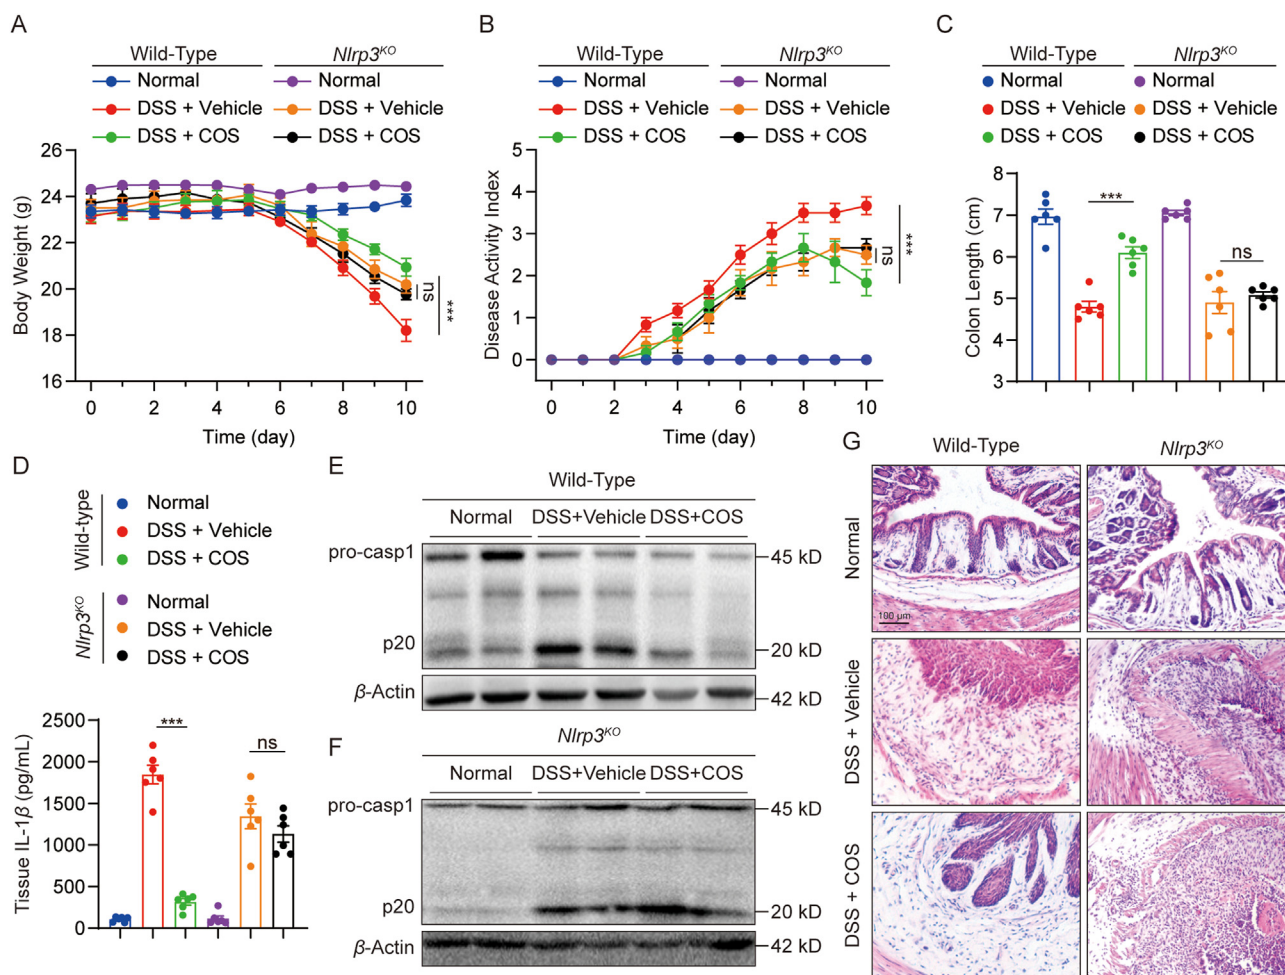 A
Wild-Type Nlrp3KO
Normal Normal
DSS + Vehicle DSS + Vehicle
DSS + COS DSS + COS
Body Weight (g)
26
24
22
20
18
16
0 2 4 6 8 10
Time (day)
ns
***
B
Wild-Type Nlrp3KO
Normal Normal
DSS + Vehicle DSS + Vehicle
DSS + COS DSS + COS
Disease Activity Index
5
4
3
2
1
0
0 2 4 6 8 10
Time (day)
ns
***
C
Wild-Type Nlrp3KO
Normal Normal
DSS + Vehicle DSS + Vehicle
DSS + COS DSS + COS
Colon Length (cm)
8
7
6
5
4
3
***
ns
D
Wild-type
Normal
DSS + Vehicle
DSS + COS
Nlrp3KO
Normal
DSS + Vehicle
DSS + COS
Tissue IL-1β (pg/mL)
2500
2000
1500
1000
500
0
***
ns
E
Wild-Type
Normal DSS+Vehicle DSS+COS
pro-casp1 45 kD
p20 20 kD
β-Actin 42 kD
F
Nlrp3KO
Normal DSS+Vehicle DSS+COS
pro-casp1 45 kD
p20 20 kD
β-Actin 42 kD
G
Wild-Type Nlrp3KO
Normal
100 μm
DSS + Vehicle
DSS + COS